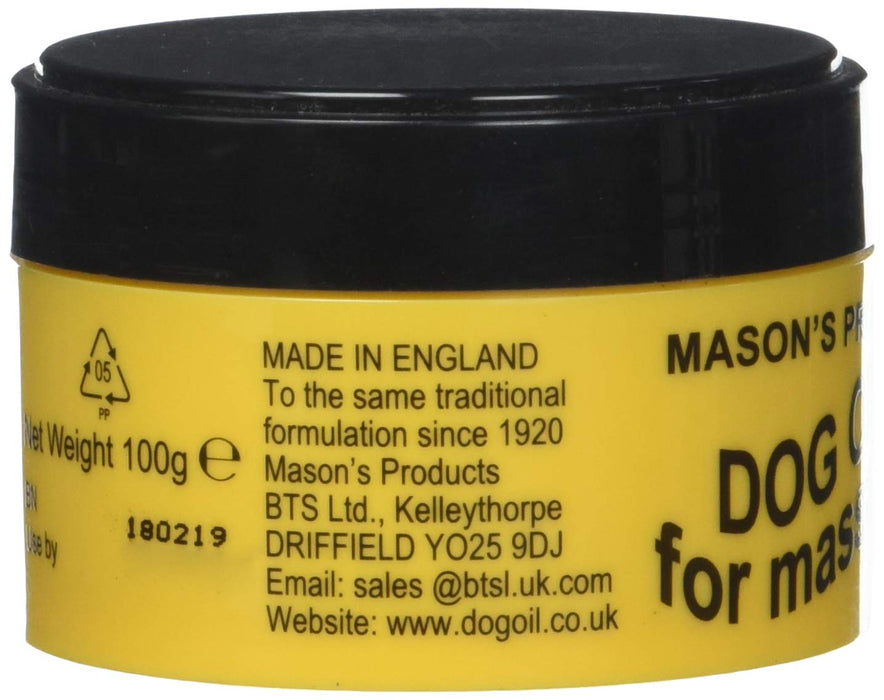 05
PP
Net Weight 100g e
BN
Use by
180219
MADE IN ENGLAND
To the same traditional
formulation since 1920
Mason's Products
BTS Ltd., Kelleythorpe
DRIFFIELD YO25 9DJ
Email: sales @btsl.uk.com
Website: www.dogoil.co.uk
MASON'S
DOG
for